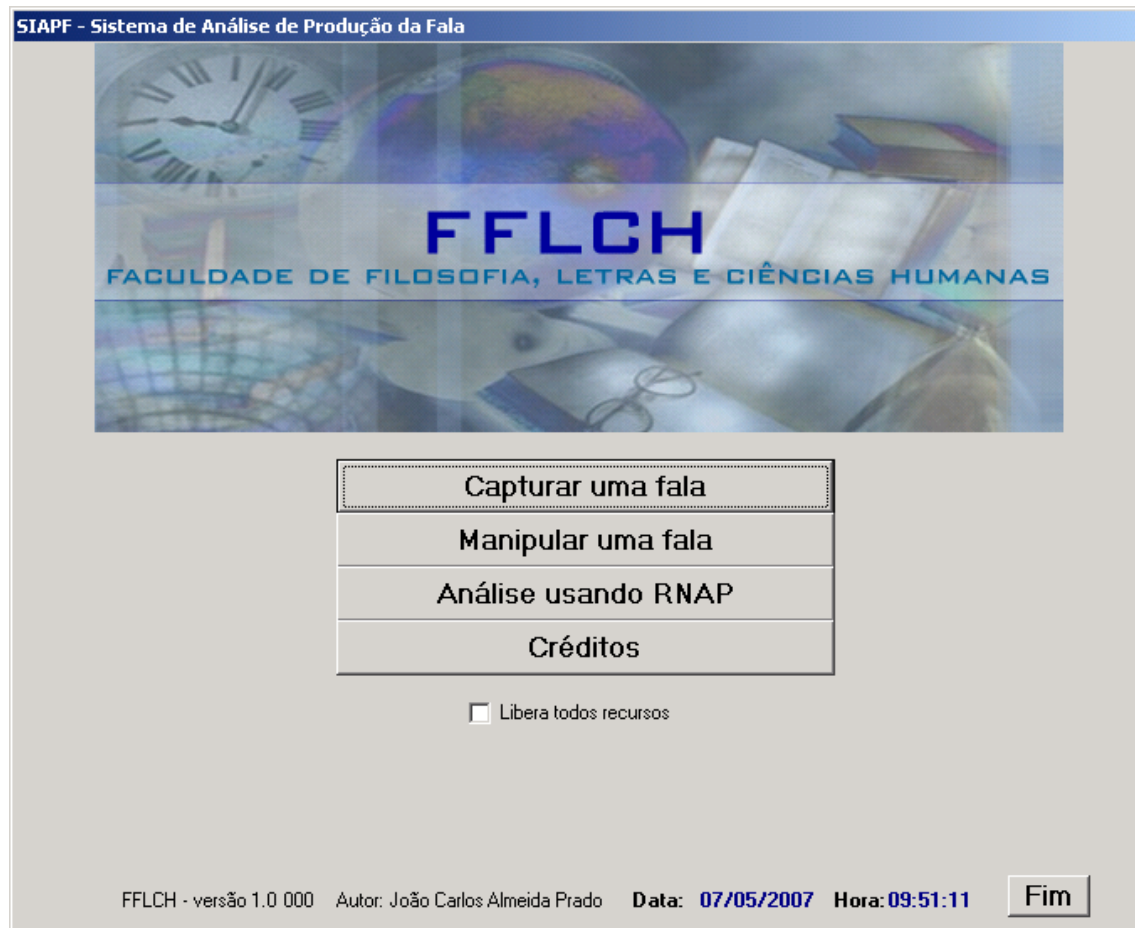 SIAPF - Sistema de Análise de Produção da Fala
FFLCH
FACULDADE DE FILOSOFIA, LETRAS E CIÊNCIAS HUMANAS
Capturar uma fala
Manipular uma fala
Análise usando RNAP
Créditos
Libera todos recursos
FFLCH - versão 1.0 000 Autor: João Carlos Almeida Prado Data: 07/05/2007 Hora: 09:51:11 Fim